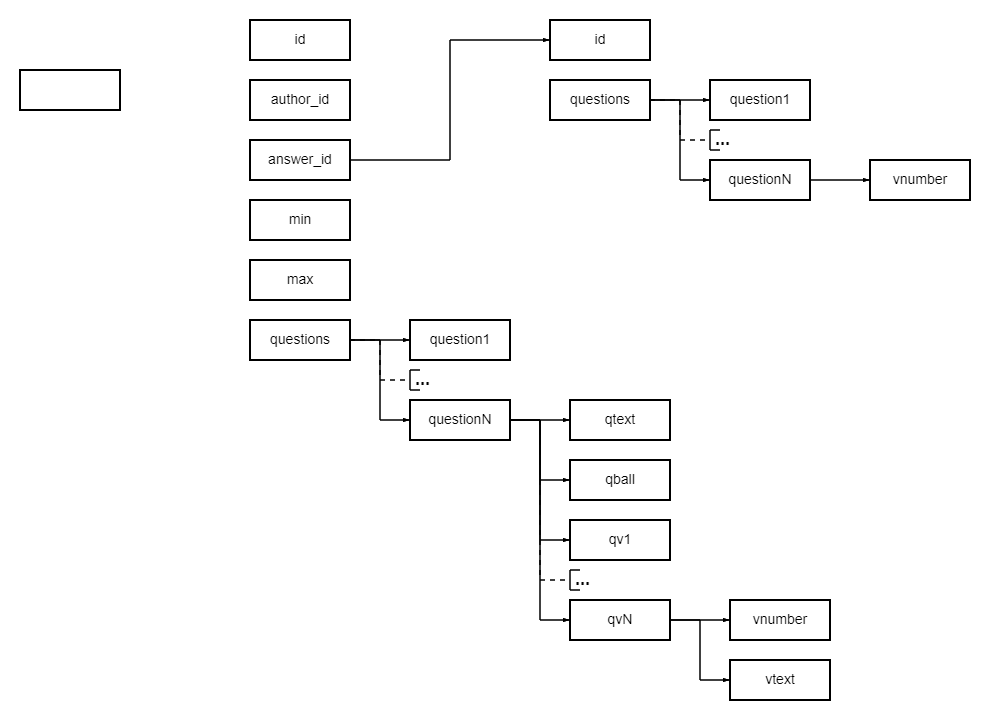 id
id
author_id
questions
question1
...
answer_id
questionN
vnumber
min
max
questions
question1
...
questionN
qtext
qball
qv1
...
qvN
vnumber
vtext